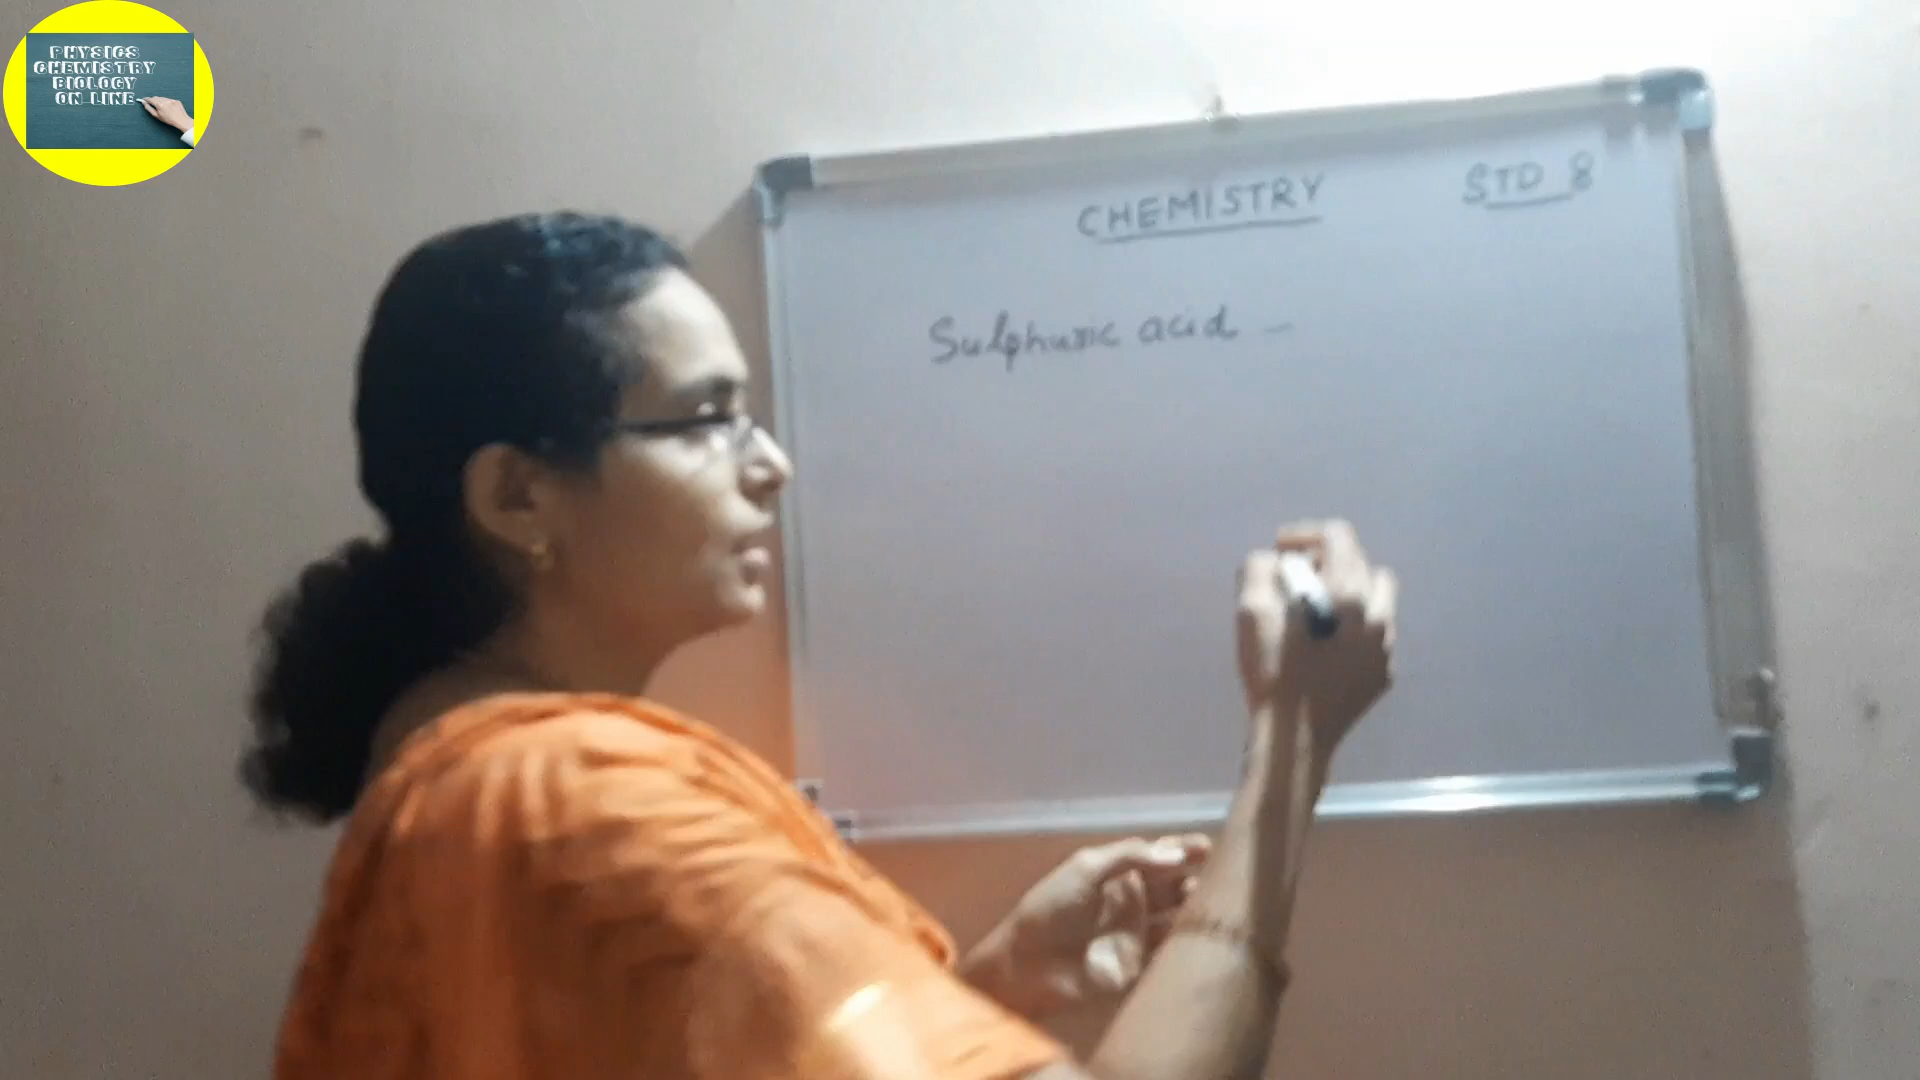 PHYSICS
CHEMISTRY
BIOLOGY
ON LINE
CHEMISTRY STD 8
Sulphuric acid -